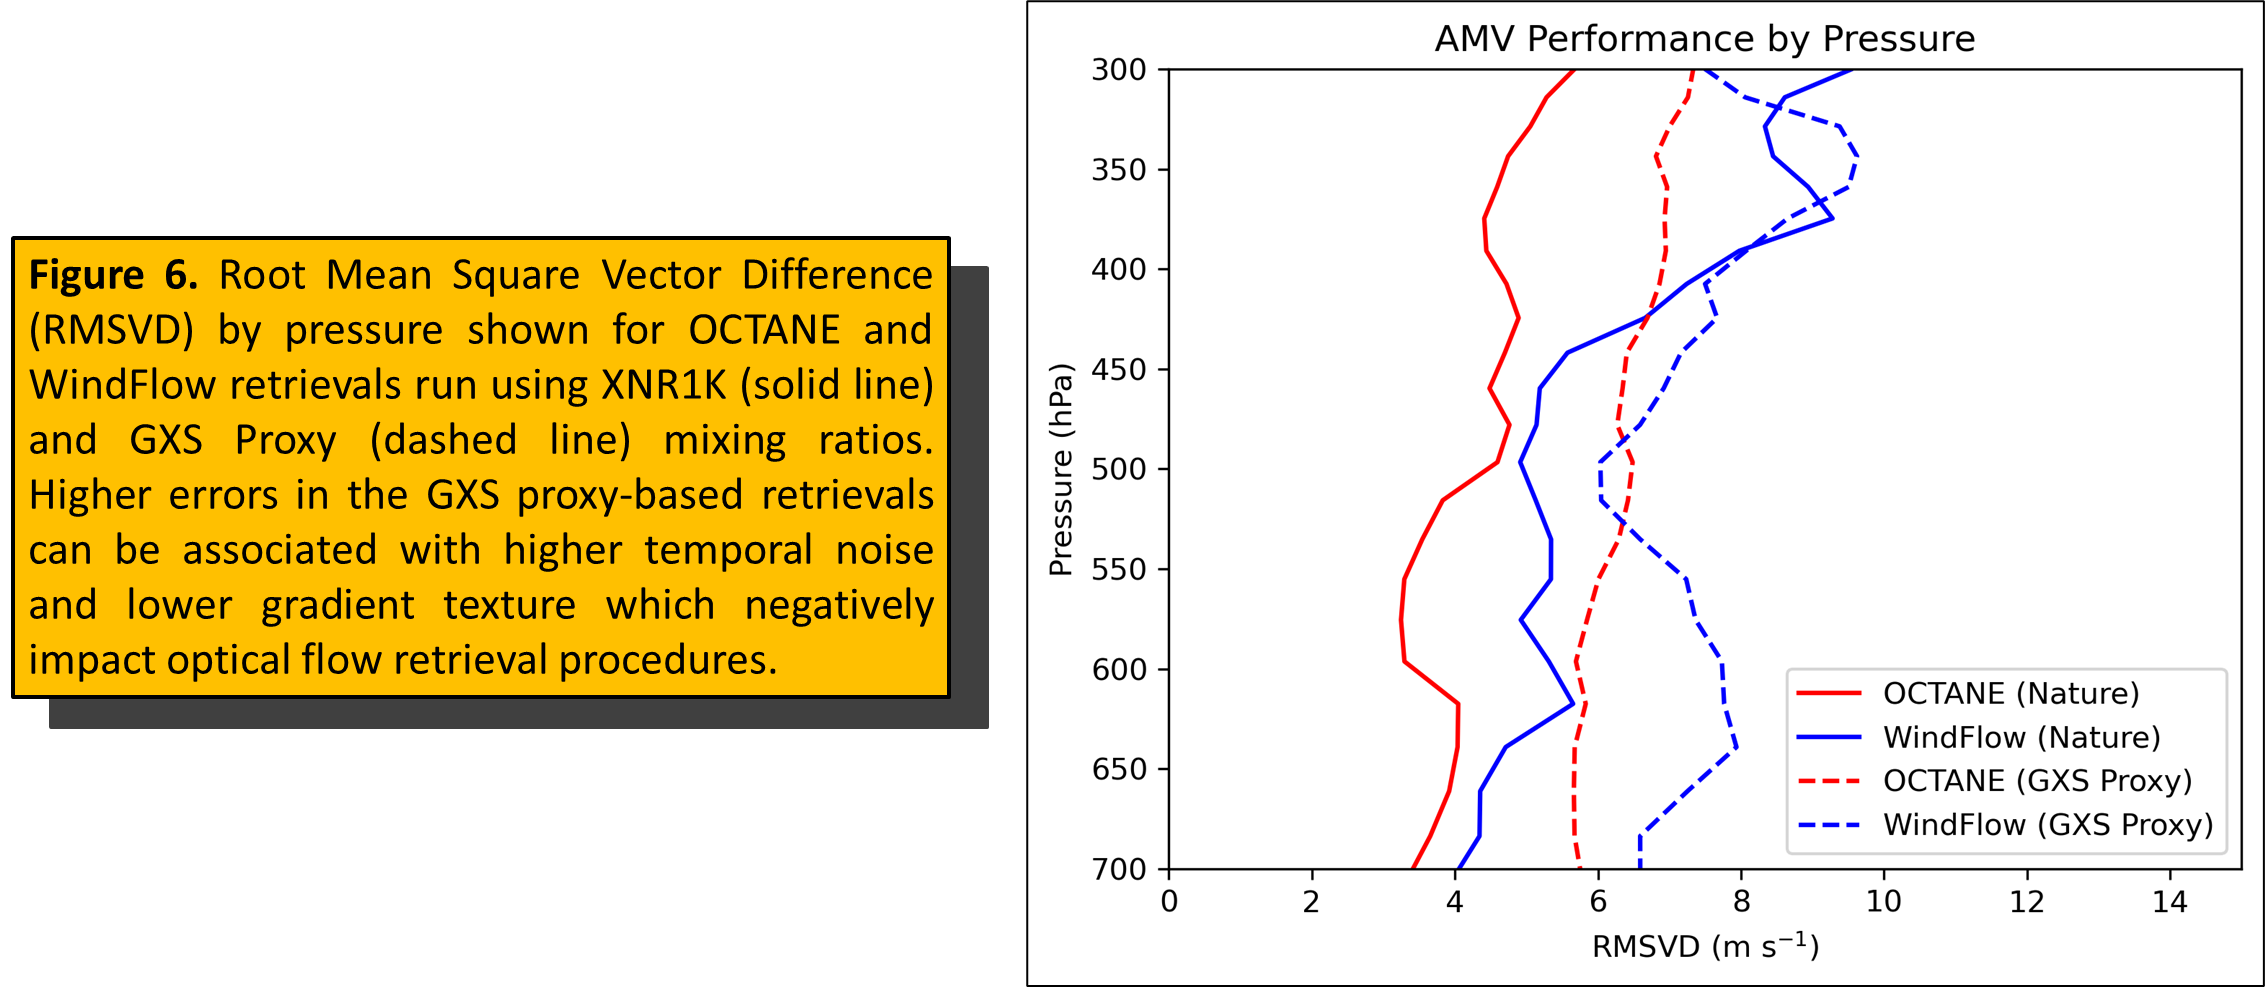 Figure 6. Root Mean Square Vector Difference
(RMSVD) by pressure shown for OCTANE and
WindFlow retrievals run using XNR1K (solid line)
and GXS Proxy (dashed line) mixing ratios.
Higher errors in the GXS proxy-based retrievals
can be associated with higher temporal noise
and lower gradient texture which negatively
impact optical flow retrieval procedures.
AMV Performance by Pressure
300
350
400
450
500
550
600
650
700
Pressure (hPa)
OCTANE (Nature)
WindFlow (Nature)
OCTANE (GXS Proxy)
WindFlow (GXS Proxy)
0 2 4 6 8 10 12 14
RMSVD (m s⁻¹)